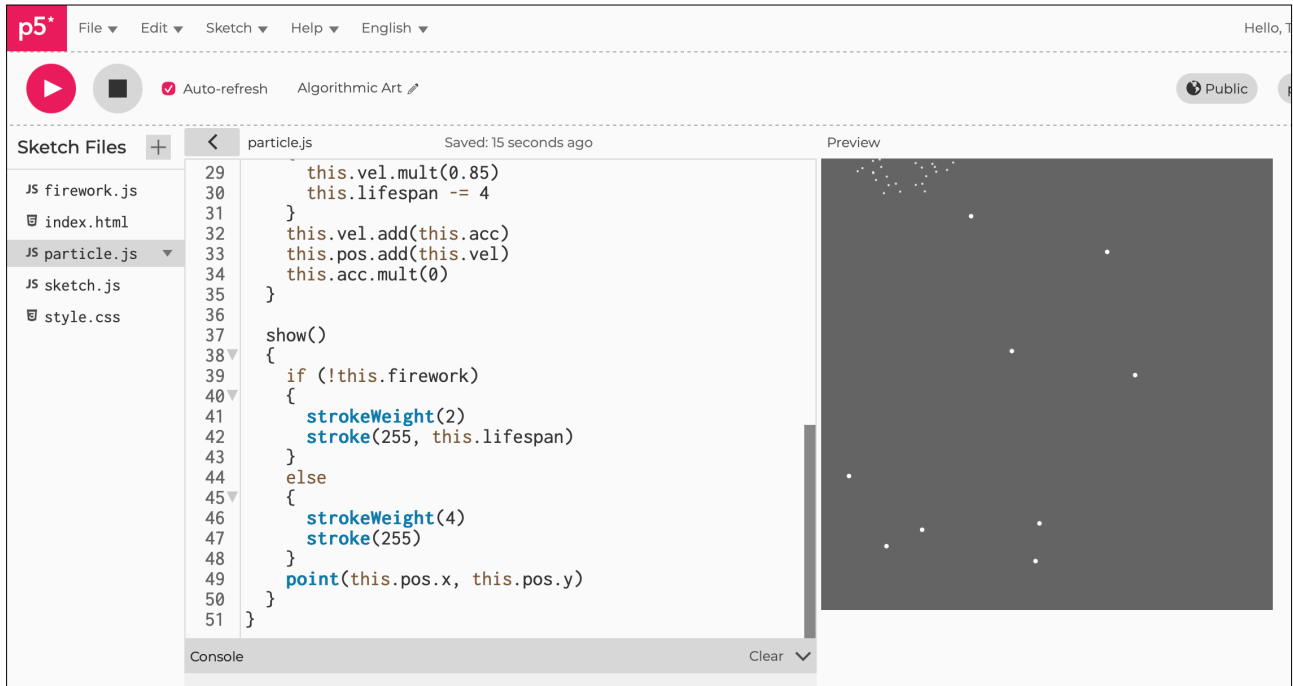 p5* File Edit Sketch Help English Hello, T
Auto-refresh Algorithmic Art Public
Sketch Files + particle.js Saved: 15 seconds ago Preview
JS firework.js
index.html
JS particle.js
JS sketch.js
style.css
29 this.vel.mult(0.85)
30 this.lifespan -= 4
31 }
32 this.vel.add(this.acc)
33 this.pos.add(this.vel)
34 this.acc.mult(0)
35 }
36
37 show()
38 {
39 if (!this.firework)
40 {
41 strokeWeight(2)
42 stroke(255, this.lifespan)
43 }
44 else
45 {
46 strokeWeight(4)
47 stroke(255)
48 }
49 point(this.pos.x, this.pos.y)
50 }
51 }
Console Clear